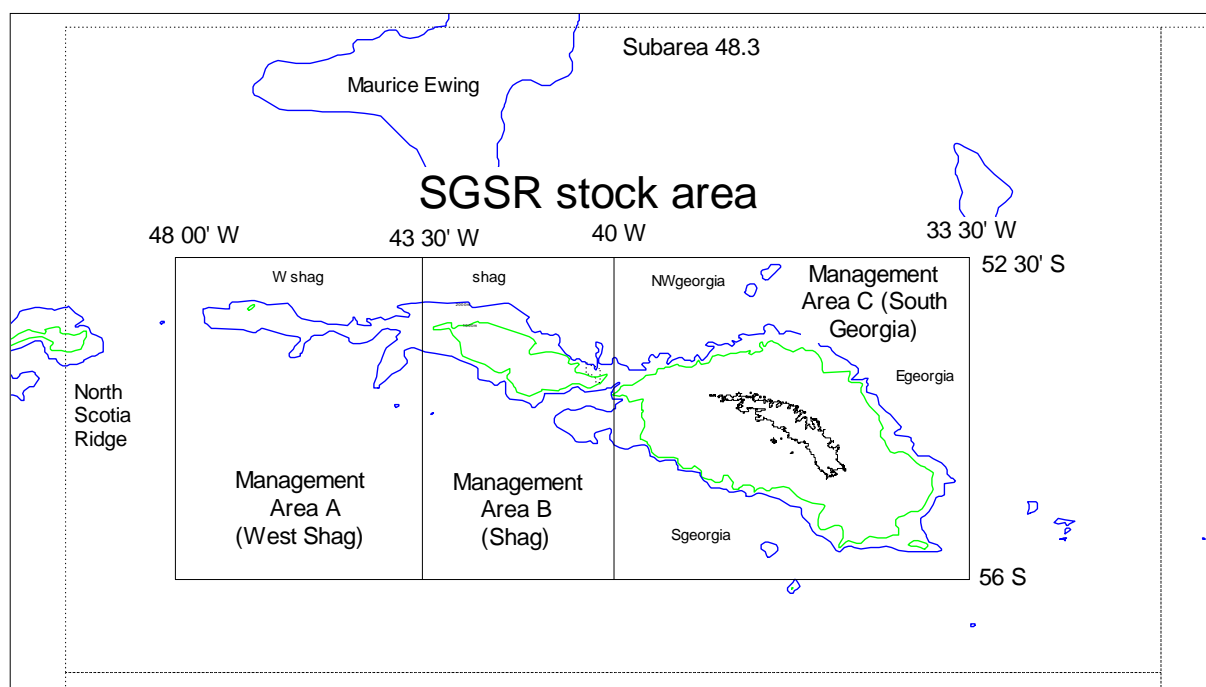 Subarea 48.3
Maurice Ewing
SGSR stock area
48 00' W
43 30' W
40 W
33 30' W
52 30' S
W shag
shag
NWgeorgia
Management
Area C (South
Georgia)
Egeorgia
North
Scotia
Ridge
Management
Area A
(West Shag)
Management
Area B
(Shag)
Sgeorgia
56 S